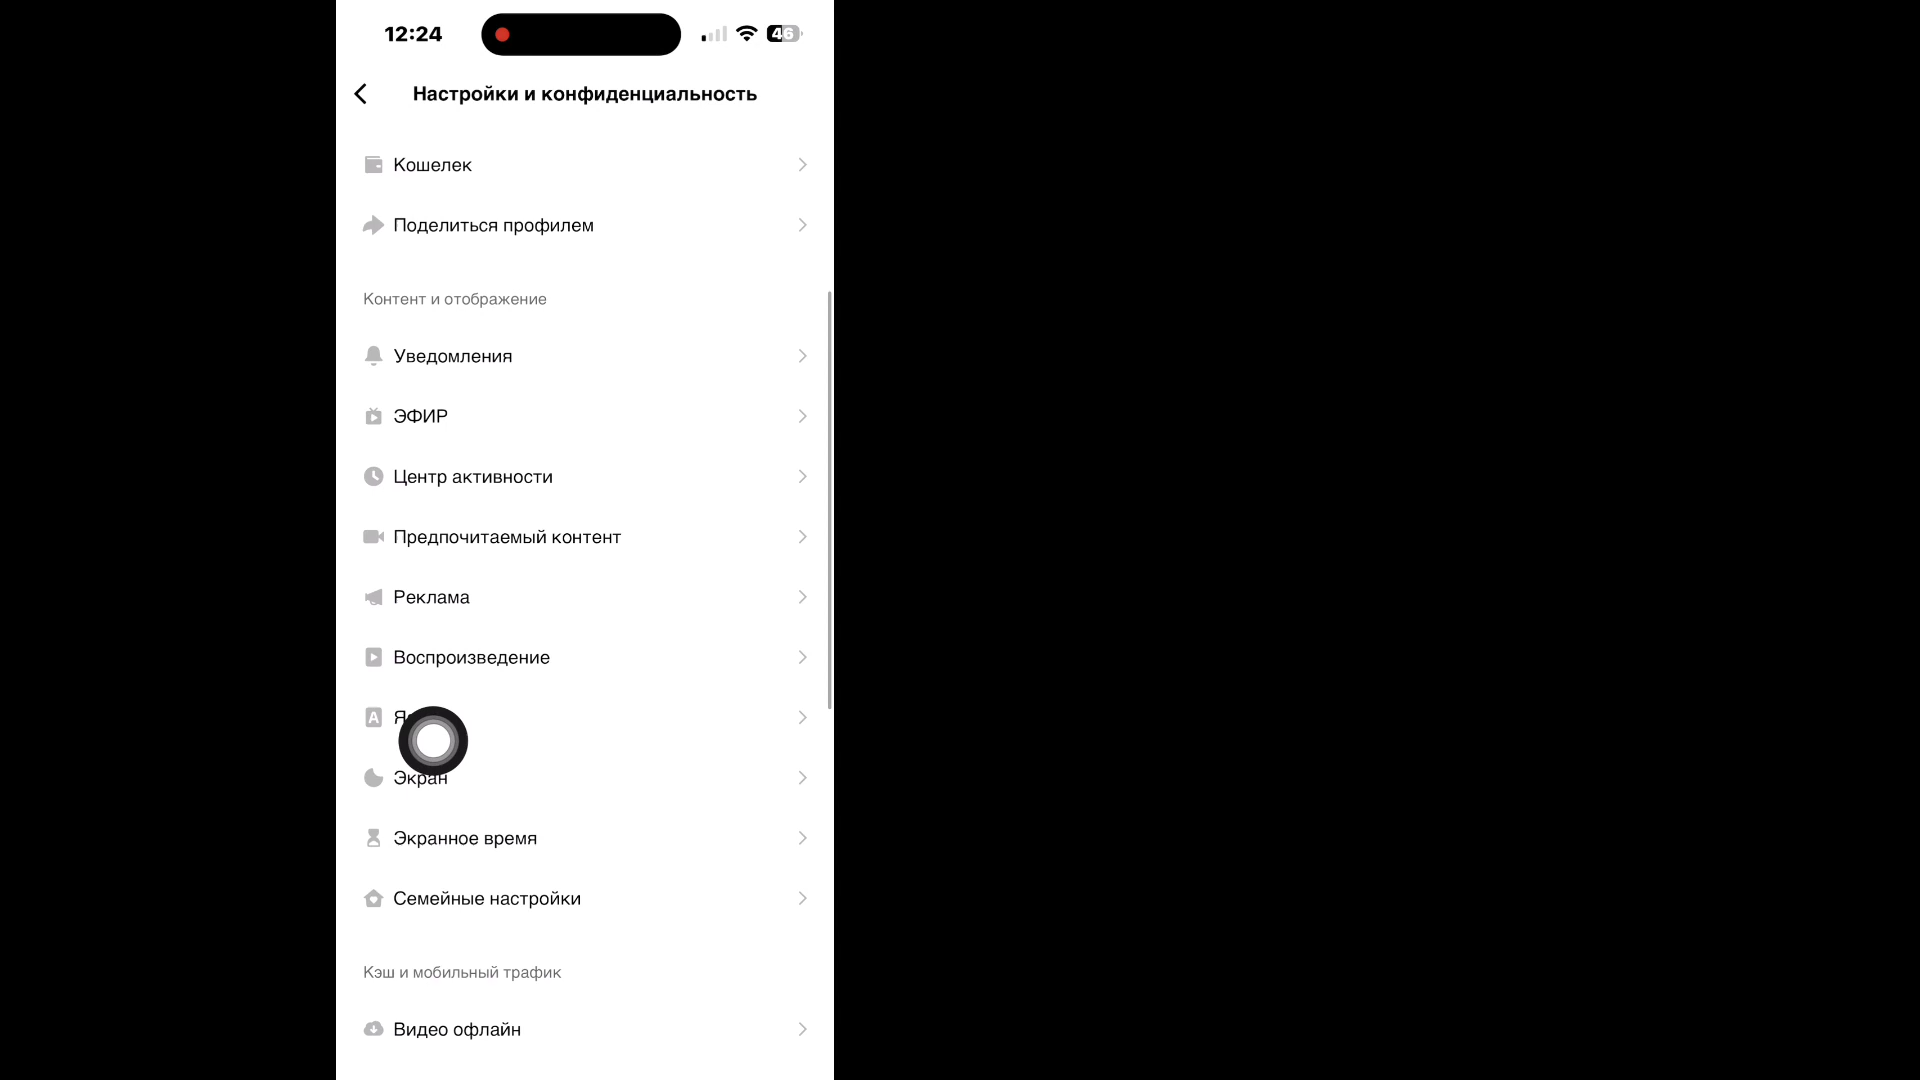 12:24
46
Настройки и конфиденциальность
Кошелек
Поделиться профилем
Контент и отображение
Уведомления
ЭФИР
Центр активности
Предпочитаемый контент
Реклама
Воспроизведение
A
Экран
Экранное время
Семейные настройки
Кэш и мобильный трафик
Видео офлайн